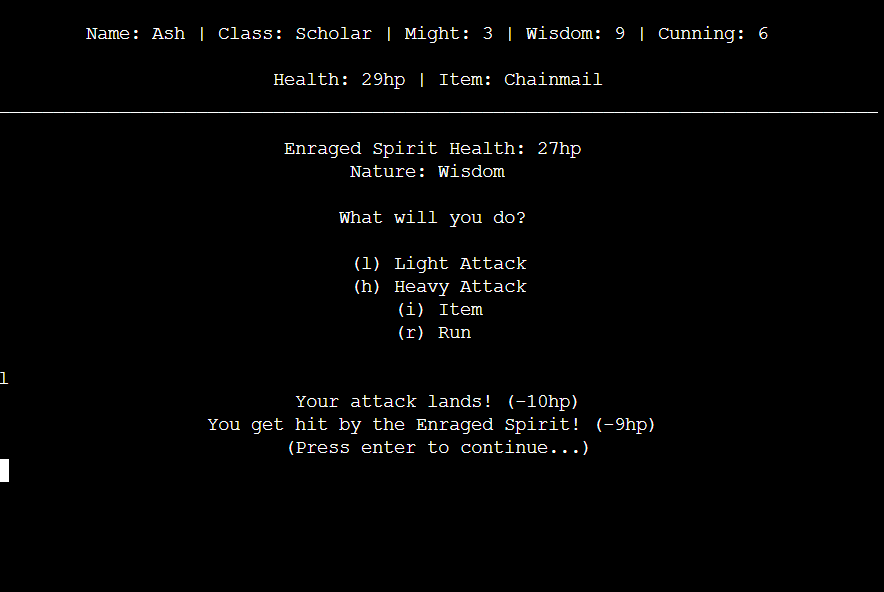 Name: Ash | Class: Scholar | Might: 3 | Wisdom: 9 | Cunning: 6
Health: 29hp | Item: Chainmail
Enraged Spirit Health: 27hp
Nature: Wisdom
What will you do?
(l) Light Attack
(h) Heavy Attack
(i) Item
(r) Run
l
Your attack lands! (-10hp)
You get hit by the Enraged Spirit! (-9hp)
(Press enter to continue...)